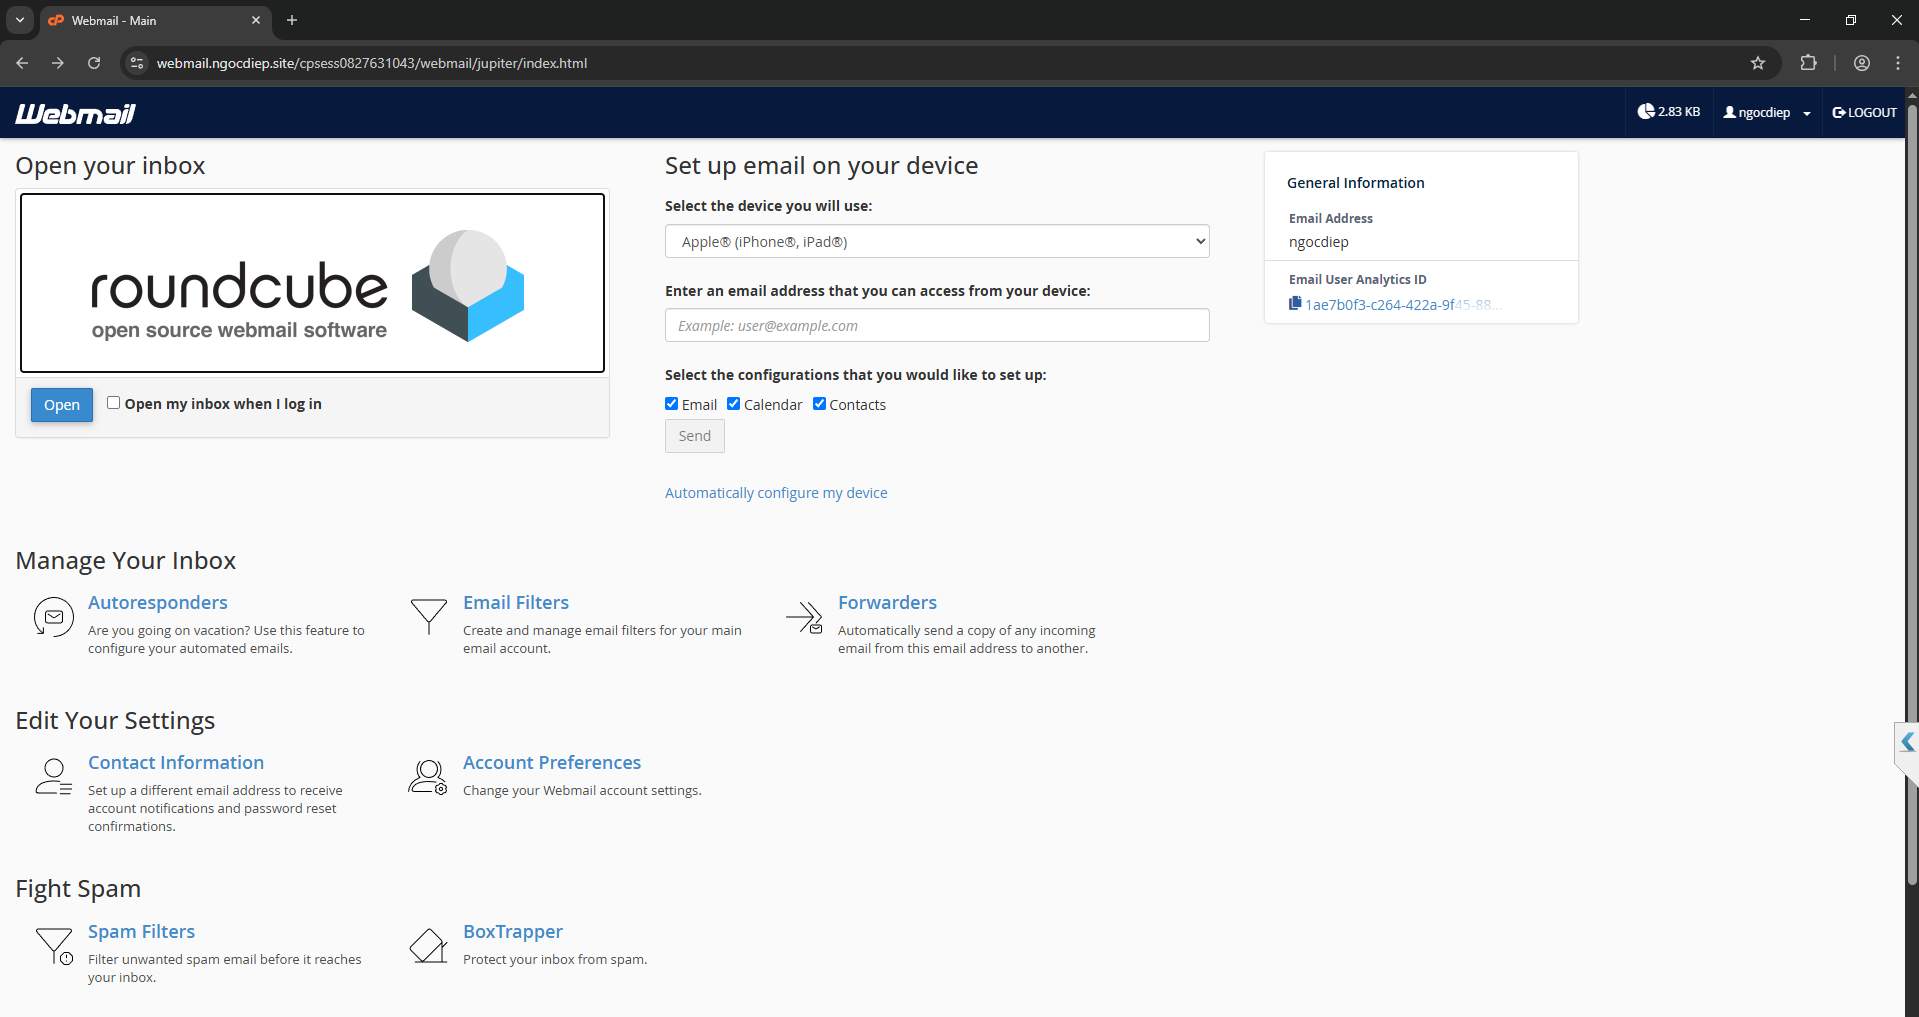 Webmail - Main
webmail.ngocdiep.site/cpsess0827631043/webmail/jupiter/index.html
Webmail
2.83 KB
ngocdiep
LOGOUT
Open your inbox
roundcube
open source webmail software
Open
Open my inbox when I log in
Set up email on your device
Select the device you will use:
Apple® (iPhone®, iPad®)
Enter an email address that you can access from your device:
Example: user@example.com
Select the configurations that you would like to set up:
Email Calendar Contacts
Send
Automatically configure my device
General Information
Email Address
ngocdiep
Email User Analytics ID
1ae7b0f3-c264-422a-9f45-88...
Manage Your Inbox
Autoresponders
Are you going on vacation? Use this feature to
configure your automated emails.
Email Filters
Create and manage email filters for your main
email account.
Forwarders
Automatically send a copy of any incoming
email from this email address to another.
Edit Your Settings
Contact Information
Set up a different email address to receive
account notifications and password reset
confirmations.
Account Preferences
Change your Webmail account settings.
Fight Spam
Spam Filters
Filter unwanted spam email before it reaches
your inbox.
BoxTrapper
Protect your inbox from spam.